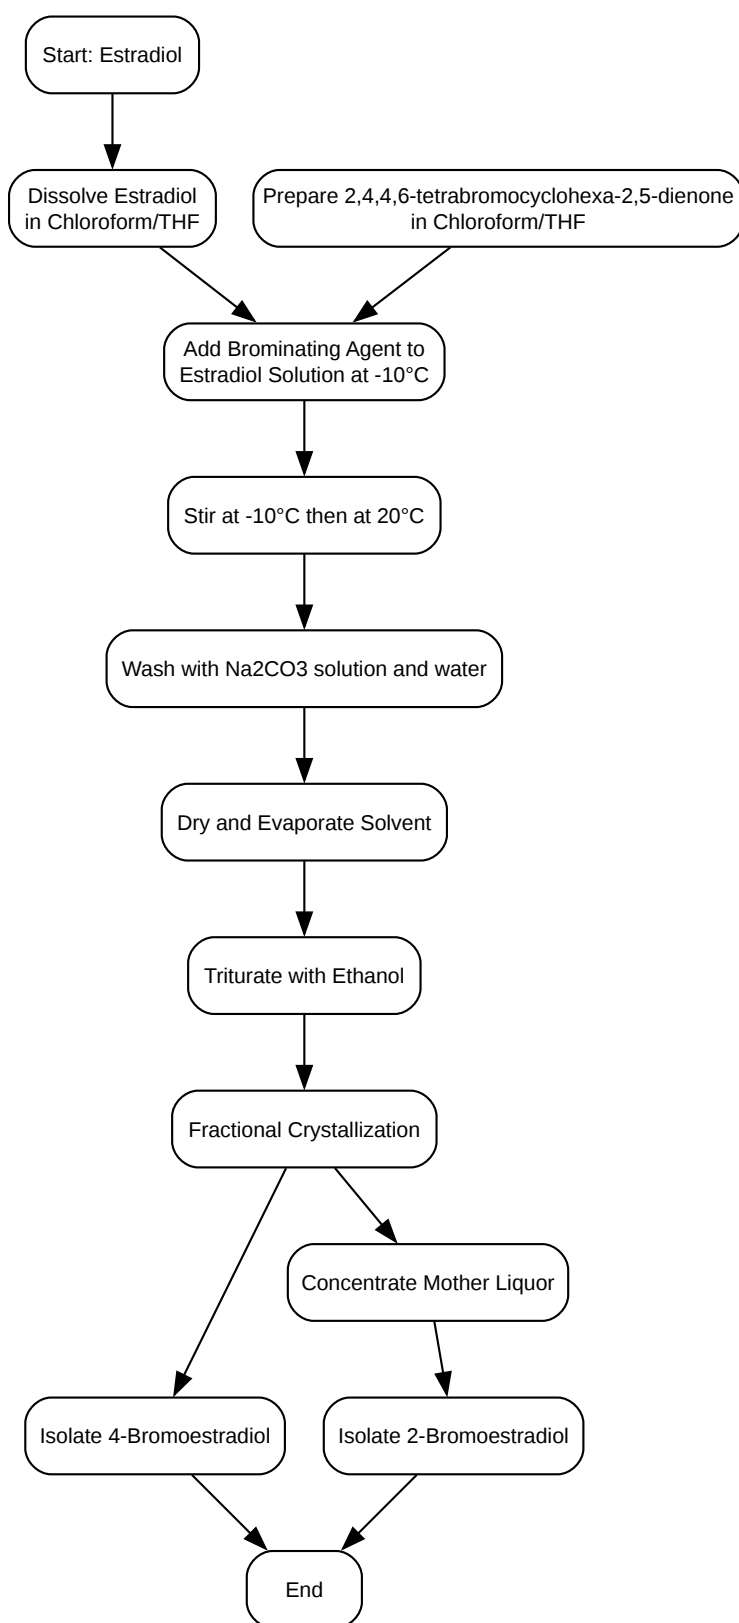 Start: Estradiol
Dissolve Estradiol
in Chloroform/THF
Prepare 2,4,4,6-tetrabromocyclohexa-2,5-dienone
in Chloroform/THF
Add Brominating Agent to
Estradiol Solution at -10°C
Stir at -10°C then at 20°C
Wash with Na2CO3 solution and water
Dry and Evaporate Solvent
Triturate with Ethanol
Fractional Crystallization
Concentrate Mother Liquor
Isolate 4-Bromoestradiol
Isolate 2-Bromoestradiol
End